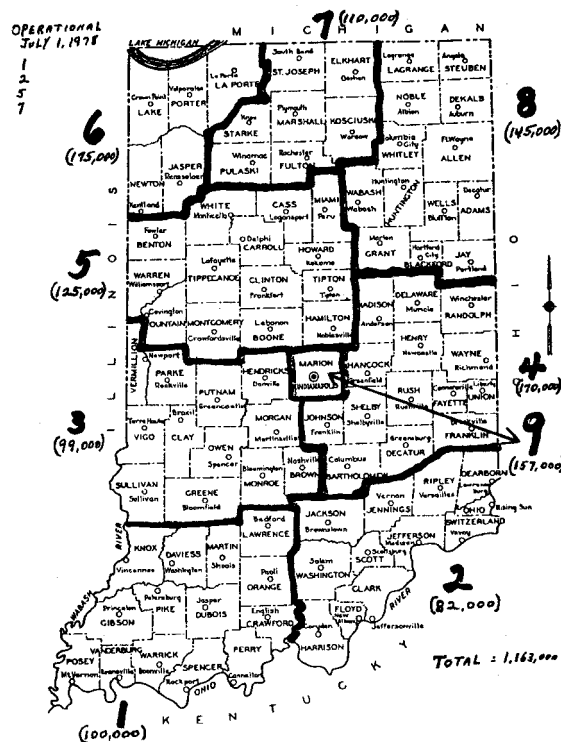 OPERATIONAL
JULY 1, 1978
1
2
5
7
7 (110,000)
LAKE MICHIGAN
M I C H I G A N
6
(175,000)
8
(145,000)
5
(125,000)
4
(170,000)
3
(99,000)
9
(157,000)
2
(82,000)
1
(100,000)
TOTAL = 1,163,000
Crown Point
LAKE
Valparaiso
PORTER
La Porte
LA PORTE
South Bend
ST. JOSEPH
ELKHART
Goshen
Lagrange
LAGRANGE
Angola
STEUBEN
NOBLE
Albion
DEKALB
Auburn
Knox
STARKE
Plymouth
MARSHALL
KOSCIUSKO
Warsaw
Columbia
City
WHITLEY
Ft.Wayne
ALLEN
NEWTON
Kentland
JASPER
Rensselaer
Winamac
PULASKI
Rochester
FULTON
WHITE
Monticello
CASS
Logansport
MIAMI
Peru
WABASH
Wabash
Huntington
HUNTINGTON
WELLS
Bluffton
Decatur
ADAMS
Fowler
BENTON
Delphi
CARROLL
HOWARD
Kokomo
Marion
GRANT
Hartford
City
BLACKFORD
JAY
Portland
WARREN
Williamsport
Lafayette
TIPPECANOE
CLINTON
Frankfort
TIPTON
Tipton
Covington
FOUNTAIN
MONTGOMERY
Crawfordsville
Lebanon
BOONE
HAMILTON
Noblesville
MADISON
Anderson
DELAWARE
Muncie
Winchester
RANDOLPH
VERMILLION
Newport
PARKE
Rockville
HENDRICKS
Danville
MARION
INDIANAPOLIS
HANCOCK
Greenfield
HENRY
Newcastle
WAYNE
Richmond
PUTNAM
Greencastle
RUSH
Rushville
Connersville
FAYETTE
Liberty
UNION
Terre Haute
VIGO
Brazil
CLAY
MORGAN
Martinsville
JOHNSON
Franklin
SHELBY
Shelbyville
Greensburg
DECATUR
Brookville
FRANKLIN
OWEN
Spencer
Bloomington
MONROE
Nashville
BROWN
Columbus
BARTHOLOMEW
SULLIVAN
Sullivan
GREENE
Bloomfield
RIPLEY
Versailles
DEARBORN
Lawrence-
burg
JACKSON
Brownstown
Vernon
JENNINGS
OHIO
Rising Sun
SWITZERLAND
Vevay
KNOX
Vincennes
DAVIESS
Washington
MARTIN
Shoals
Bedford
LAWRENCE
JEFFERSON
Madison
Scottsburg
SCOTT
Salem
WASHINGTON
Paoli
ORANGE
CLARK
Princeton
GIBSON
Petersburg
PIKE
Jasper
DUBOIS
English
CRAWFORD
FLOYD
New
Albany
Jeffersonville
Corydon
HARRISON
POSEY
Mt.Vernon
VANDERBURG
Evansville
WARRICK
Boonville
SPENCER
Rockport
PERRY
Cannelton
WABASH
RIVER
OHIO
RIVER
I L L I N O I S
O H I O
K E N T U C K Y